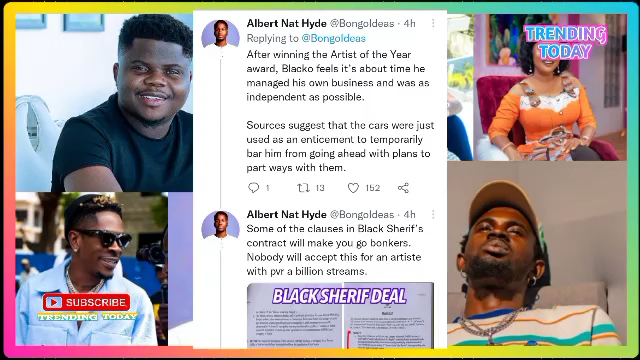 Albert Nat Hyde @BongoIdeas · 4h
Replying to @BongoIdeas
After winning the Artist of the Year
award, Blacko feels it's about time he
managed his own business and was as
independent as possible.
Sources suggest that the cars were just
used as an enticement to temporarily
bar him from going ahead with plans to
part ways with them.
1 13 152
Albert Nat Hyde @BongoIdeas · 4h
Some of the clauses in Black Sherif's
contract will make you go bonkers.
Nobody will accept this for an artiste
with pvr a billion streams.
BLACK SHERIF DEAL
TRENDING
TODAY
SUBSCRIBE
TRENDING TODAY